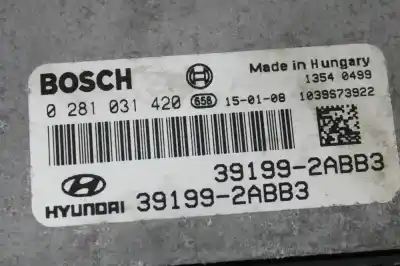 BOSCH
Made in Hungary
1354 0499
0 281 031 420 658 15-01-08 1039S73922
39199-2ABB3
HYUNDAI 39199-2ABB3